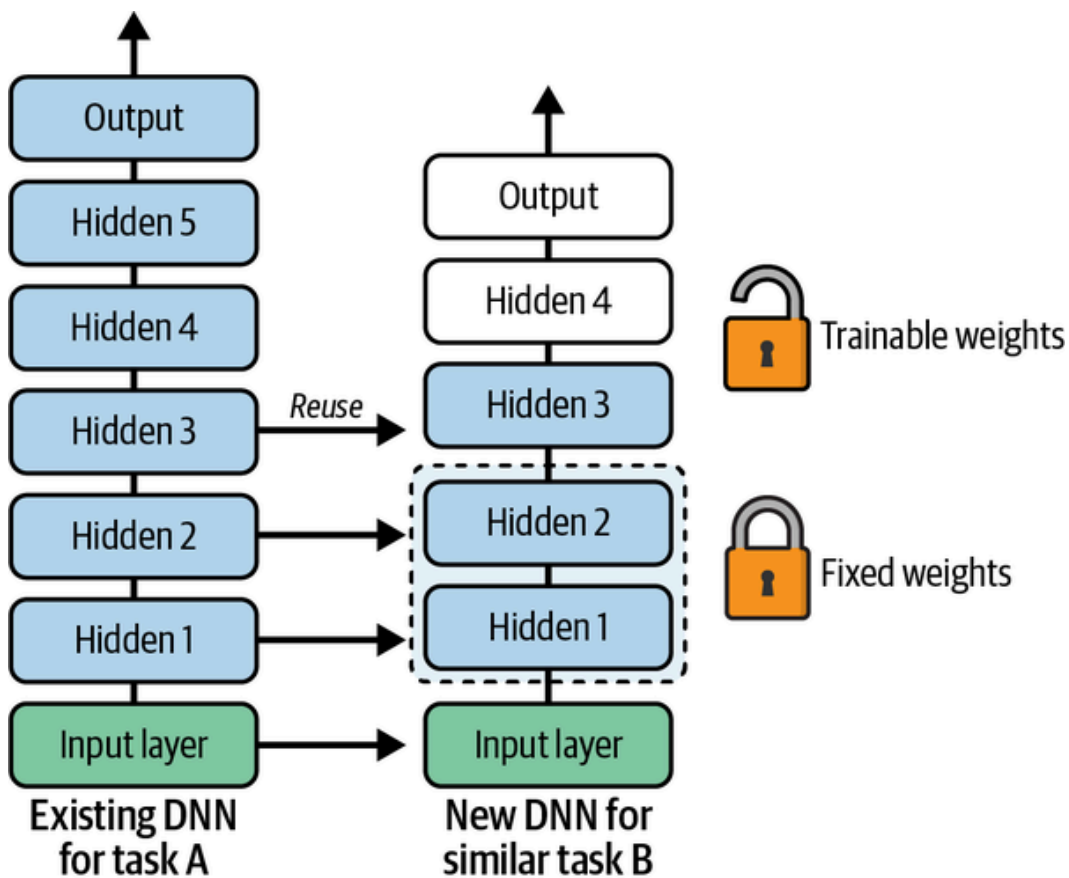 Output
Hidden 5
Hidden 4
Hidden 3
Hidden 2
Hidden 1
Input layer
Existing DNN
for task A
Reuse
Output
Hidden 4
Hidden 3
Hidden 2
Hidden 1
Input layer
New DNN for
similar task B
Trainable weights
Fixed weights